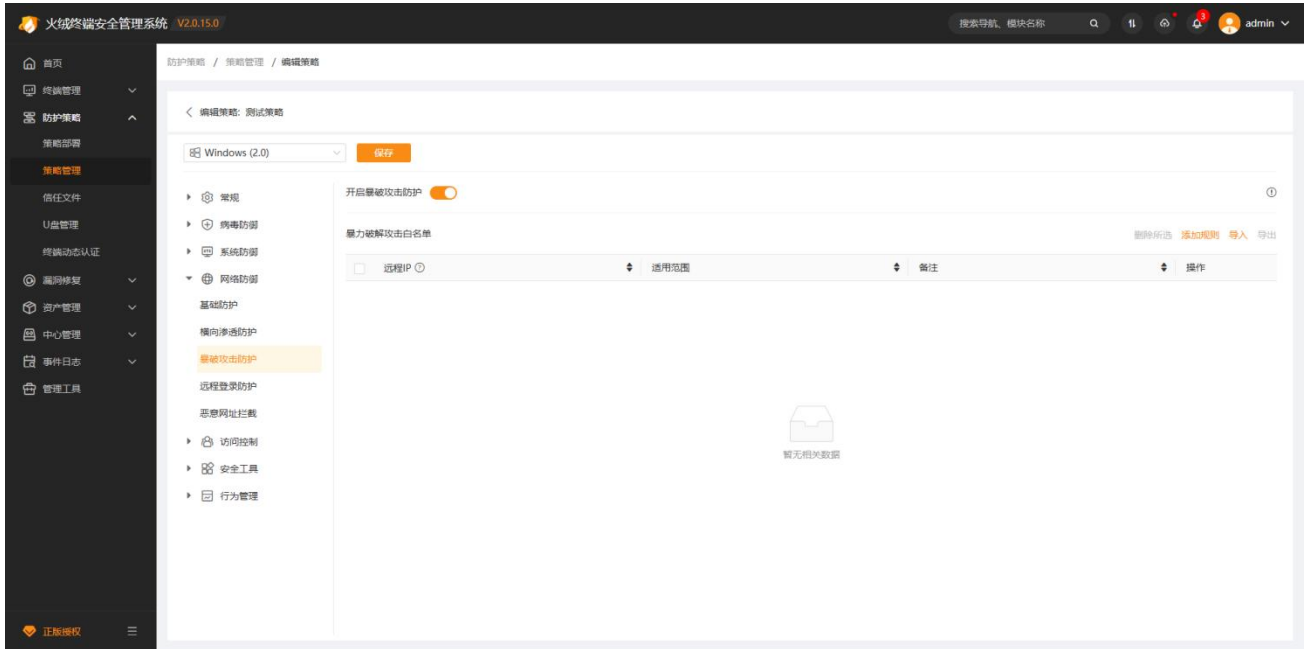 火绒终端安全管理系统 V2.0.15.0
搜索导航、模块名称
3
admin
首页
终端管理
防护策略
策略部署
策略管理
信任文件
U盘管理
终端动态认证
漏洞修复
资产管理
中心管理
事件日志
管理工具
正版授权
防护策略 / 策略管理 / 编辑策略
编辑策略：测试策略
Windows (2.0)
保存
常规
病毒防御
系统防御
网络防御
基础防护
横向渗透防护
暴破攻击防护
远程登录防护
恶意网址拦截
访问控制
安全工具
行为管理
开启暴破攻击防护
暴力破解攻击白名单
删除所选 添加规则 导入 导出
远程IP 适用范围 备注 操作
暂无相关数据